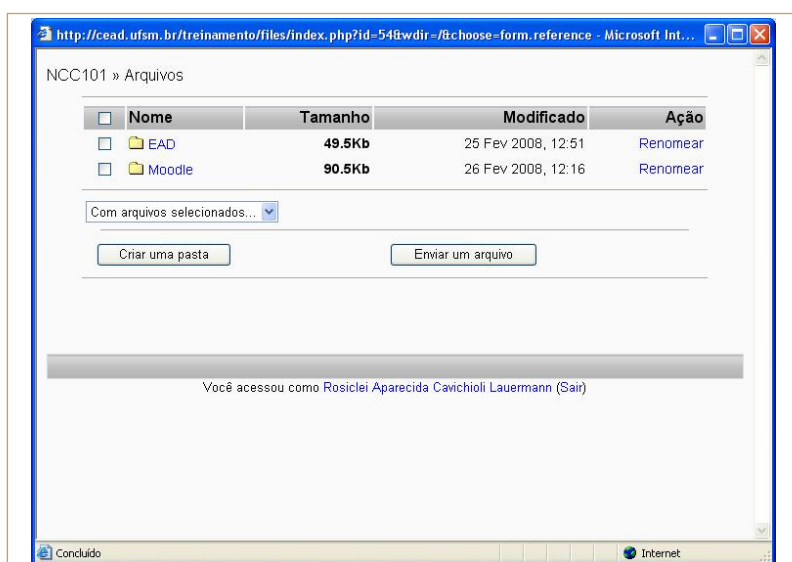 http://cead.ufsm.br/treinamento/files/index.php?id=54&wdir=/&choose=form.reference - Microsoft Int...
NCC101 » Arquivos
Nome Tamanho Modificado Ação
EAD 49.5Kb 25 Fev 2008, 12:51 Renomear
Moodle 90.5Kb 26 Fev 2008, 12:16 Renomear
Com arquivos selecionados...
Criar uma pasta Enviar um arquivo
Você acessou como Rosiclei Aparecida Cavichioli Lauermann (Sair)
Concluído Internet